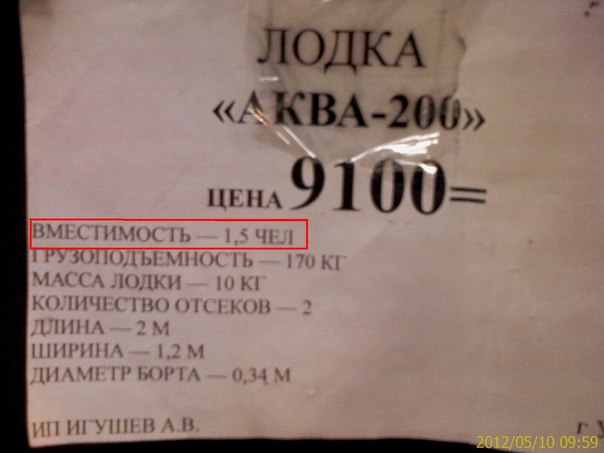 ЛОДКА
«АКВА-200»
ЦЕНА 9100=
ВМЕСТИМОСТЬ — 1,5 ЧЕЛ
ГРУЗОПОДЪЕМНОСТЬ — 170 КГ
МАССА ЛОДКИ — 10 КГ
КОЛИЧЕСТВО ОТСЕКОВ — 2
ДЛИНА — 2 М
ШИРИНА — 1,2 М
ДИАМЕТР БОРТА — 0,34 М
ИП ИГУШЕВ А.В.
2012/05/10 09:59